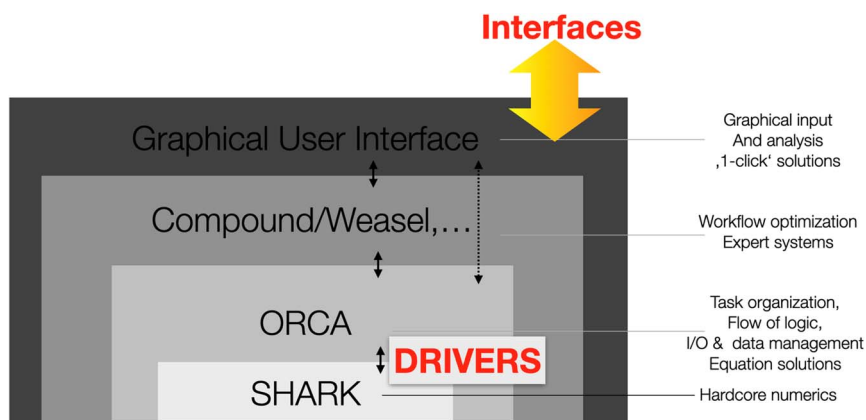 Interfaces
Graphical User Interface
Graphical input
And analysis
‚1-click‘ solutions
Compound/Weasel,…
Workflow optimization
Expert systems
ORCA
Task organization,
Flow of logic,
I/O & data management
Equation solutions
DRIVERS
SHARK
Hardcore numerics